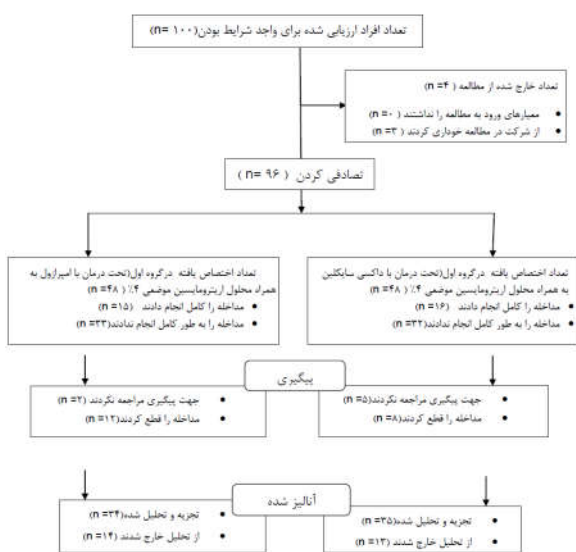 تعداد افراد ارزیابی شده برای واجد شرایط بودن(n= ۱۰۰)
تعداد خارج شده از مطالعه (n =۴)
معیارهای ورود به مطالعه را نداشتند (n =۰)
از شرکت در مطالعه خودداری کردند (n =۳)
تصادفی کردن (n= ۹۶)
تعداد اختصاص یافته در گروه اول(تحت درمان با داکسی سایکلین
به همراه محلول اریترومایسین موضعی ۴٪ (n =۴۸)
مداخله را کامل انجام دادند (n =۱۶)
مداخله را به طور کامل انجام ندادند(n =۳۲)
تعداد اختصاص یافته در گروه اول(تحت درمان با امپرازول به
همراه محلول اریترومایسین موضعی ۴٪ (n =۴۸)
مداخله را کامل انجام دادند (n =۱۵)
مداخله را به طور کامل انجام ندادند(n =۳۳)
پیگیری
جهت پیگیری مراجعه نکردند(n =۵)
مداخله را قطع کردند(n =۸)
جهت پیگیری مراجعه نکردند (n =۲)
مداخله را قطع کردند(n =۱۲)
آنالیز شده
تجزیه و تحلیل شده(n =۳۵)
از تحلیل خارج شدند (n =۱۳)
تجزیه و تحلیل شده(n =۳۴)
از تحلیل خارج شدند (n =۱۴)